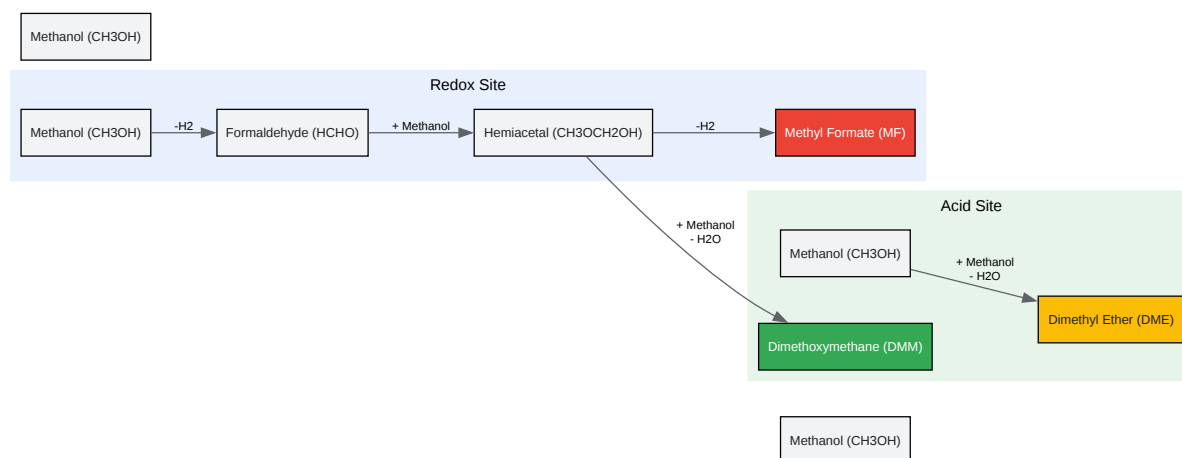 Methanol (CH3OH)
Redox Site
Methanol (CH3OH)
-H2
Formaldehyde (HCHO)
+ Methanol
Hemiacetal (CH3OCH2OH)
-H2
Methyl Formate (MF)
+ Methanol
- H2O
Acid Site
Methanol (CH3OH)
+ Methanol
- H2O
Dimethyl Ether (DME)
Dimethoxymethane (DMM)
Methanol (CH3OH)